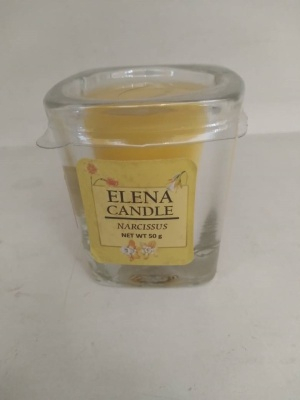 ELENA
CANDLE
NARCISSUS
NET WT 50 g